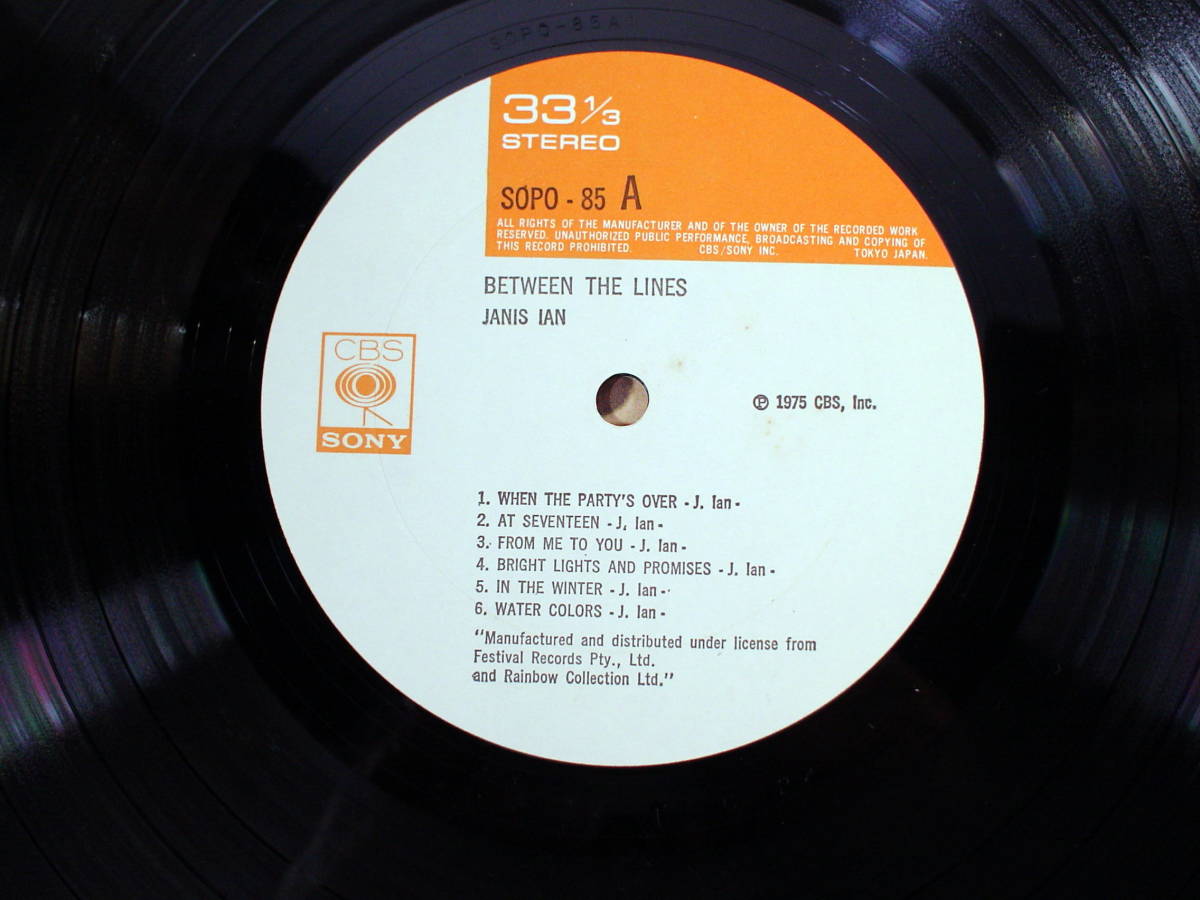 SOPO-85A
33 1/3
STEREO
SOPO - 85 A
ALL RIGHTS OF THE MANUFACTURER AND OF THE OWNER OF THE RECORDED WORK
RESERVED. UNAUTHORIZED PUBLIC PERFORMANCE, BROADCASTING AND COPYING OF
THIS RECORD PROHIBITED. CBS/SONY INC. TOKYO JAPAN.
BETWEEN THE LINES
JANIS IAN
CBS
SONY
℗ 1975 CBS, Inc.
1. WHEN THE PARTY'S OVER - J. Ian -
2. AT SEVENTEEN - J. Ian -
3. FROM ME TO YOU - J. Ian -
4. BRIGHT LIGHTS AND PROMISES - J. Ian -
5. IN THE WINTER - J. Ian -
6. WATER COLORS - J. Ian -
"Manufactured and distributed under license from
Festival Records Pty., Ltd.
and Rainbow Collection Ltd."